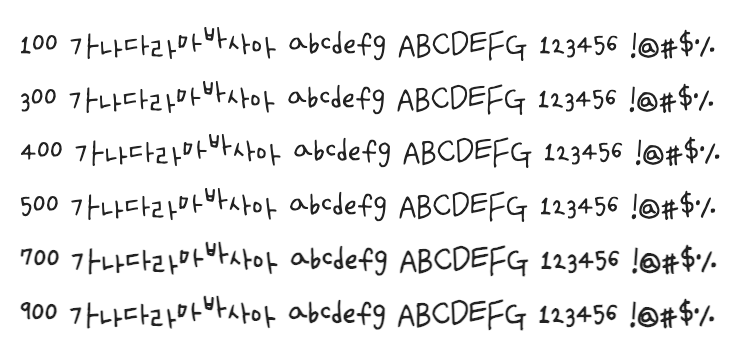 100 가나다라마바사아 abcdefg ABCDEFG 123456 !@#$%
300 가나다라마바사아 abcdefg ABCDEFG 123456 !@#$%
400 가나다라마바사아 abcdefg ABCDEFG 123456 !@#$%
500 가나다라마바사아 abcdefg ABCDEFG 123456 !@#$%
700 가나다라마바사아 abcdefg ABCDEFG 123456 !@#$%
900 가나다라마바사아 abcdefg ABCDEFG 123456 !@#$%